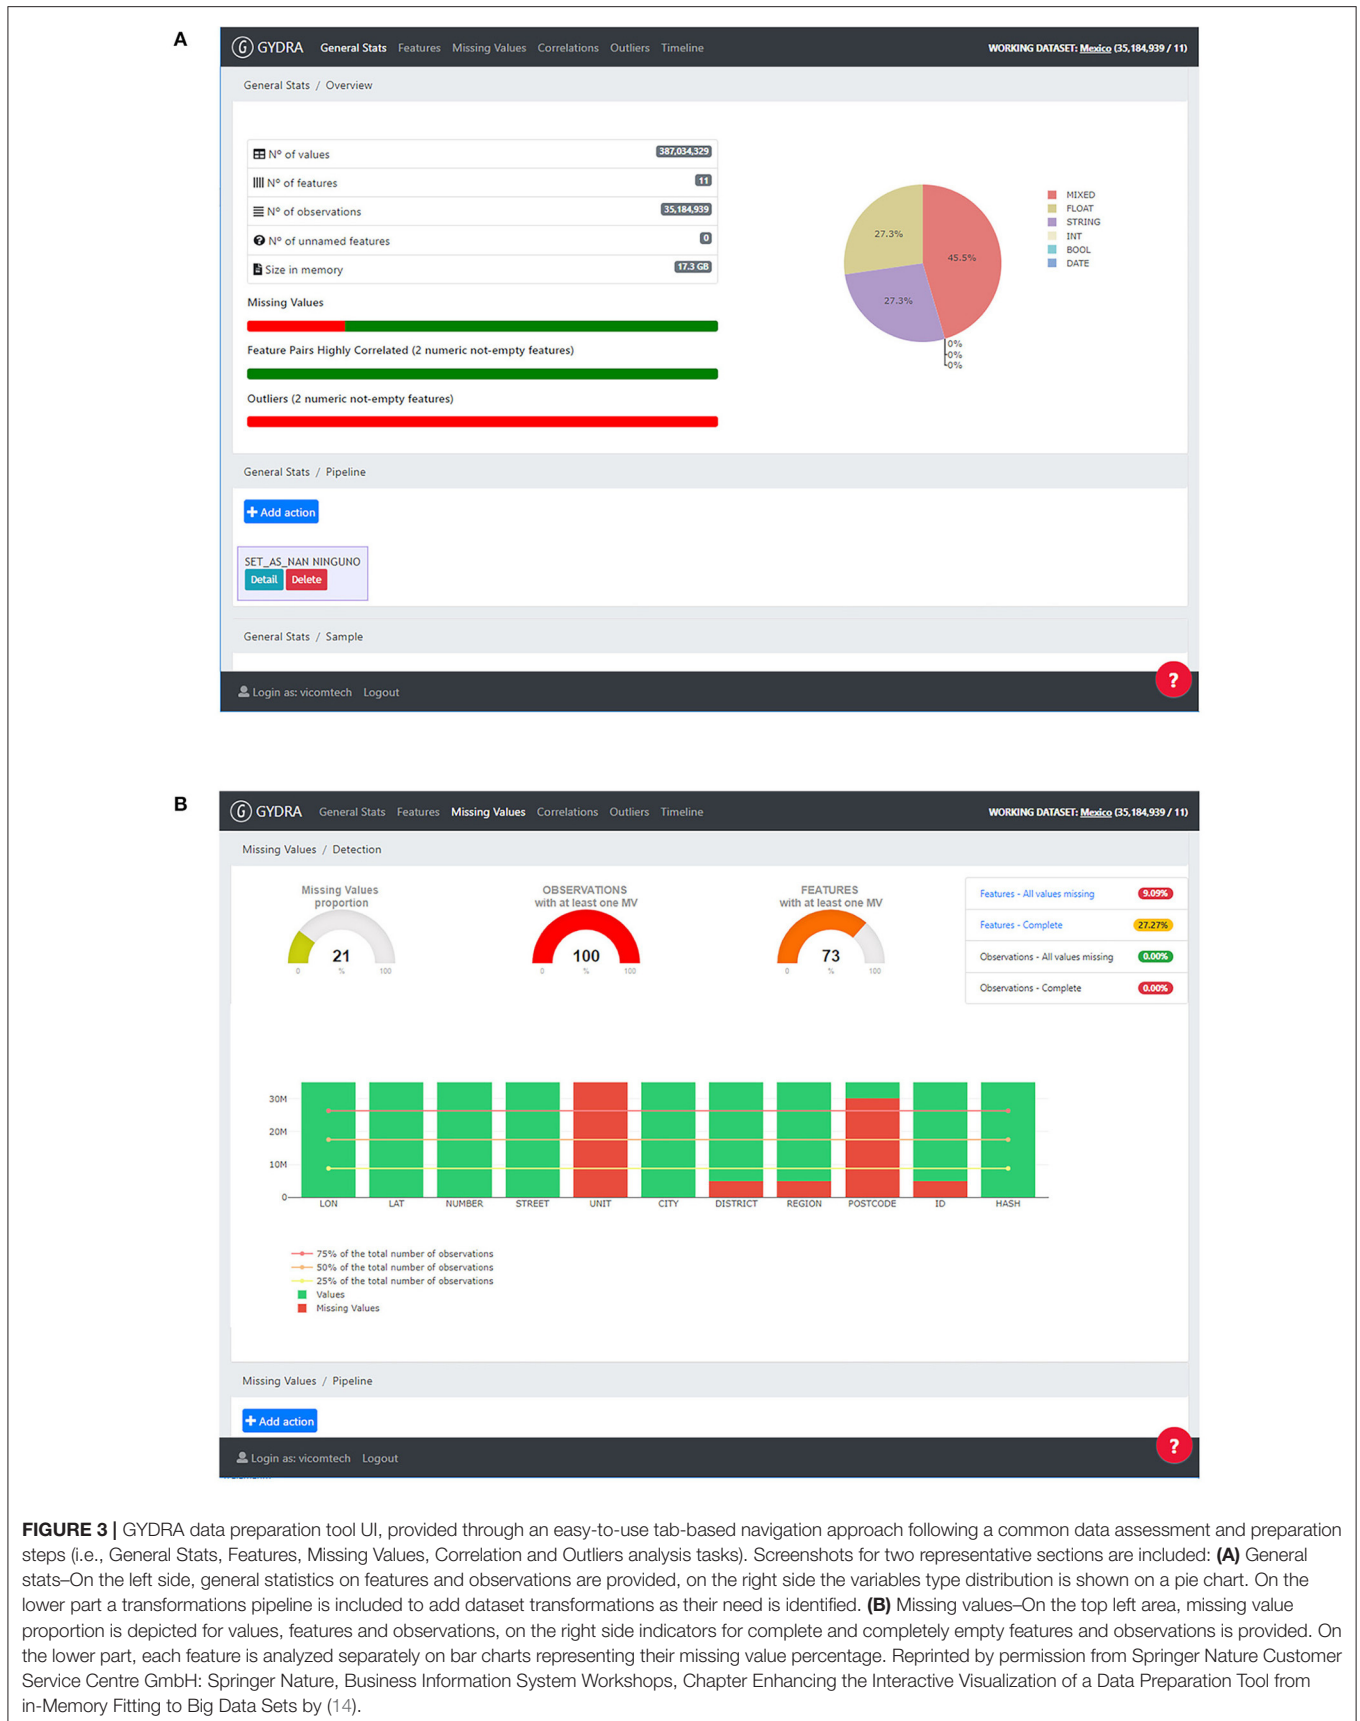 A
GYDRA General Stats Features Missing Values Correlations Outliers Timeline WORKING DATASET: Mexico (35,184,939 / 11)
General Stats / Overview
Nº of values 387,034,329
Nº of features 11
Nº of observations 35,184,939
Nº of unnamed features 0
Size in memory 17.3 GB
Missing Values
Feature Pairs Highly Correlated (2 numeric not-empty features)
Outliers (2 numeric not-empty features)
27.3%
45.5%
27.3%
0%
0%
0%
MIXED
FLOAT
STRING
INT
BOOL
DATE
General Stats / Pipeline
+ Add action
SET_AS_NAN NINGUNO
Detail Delete
General Stats / Sample
Login as: vicomtech Logout
?
B
GYDRA General Stats Features Missing Values Correlations Outliers Timeline WORKING DATASET: Mexico (35,184,939 / 11)
Missing Values / Detection
Missing Values
proportion
21
0 % 100
OBSERVATIONS
with at least one MV
100
0 % 100
FEATURES
with at least one MV
73
0 % 100
Features - All values missing 9.09%
Features - Complete 27.27%
Observations - All values missing 0.00%
Observations - Complete 0.00%
30M
20M
10M
0
LON LAT NUMBER STREET UNIT CITY DISTRICT REGION POSTCODE ID HASH
75% of the total number of observations
50% of the total number of observations
25% of the total number of observations
Values
Missing Values
Missing Values / Pipeline
+ Add action
Login as: vicomtech Logout
?
FIGURE 3 | GYDRA data preparation tool UI, provided through an easy-to-use tab-based navigation approach following a common data assessment and preparation
steps (i.e., General Stats, Features, Missing Values, Correlation and Outliers analysis tasks). Screenshots for two representative sections are included: (A) General
stats–On the left side, general statistics on features and observations are provided, on the right side the variables type distribution is shown on a pie chart. On the
lower part a transformations pipeline is included to add dataset transformations as their need is identified. (B) Missing values–On the top left area, missing value
proportion is depicted for values, features and observations, on the right side indicators for complete and completely empty features and observations is provided. On
the lower part, each feature is analyzed separately on bar charts representing their missing value percentage. Reprinted by permission from Springer Nature Customer
Service Centre GmbH: Springer Nature, Business Information System Workshops, Chapter Enhancing the Interactive Visualization of a Data Preparation Tool from
in-Memory Fitting to Big Data Sets by (14).